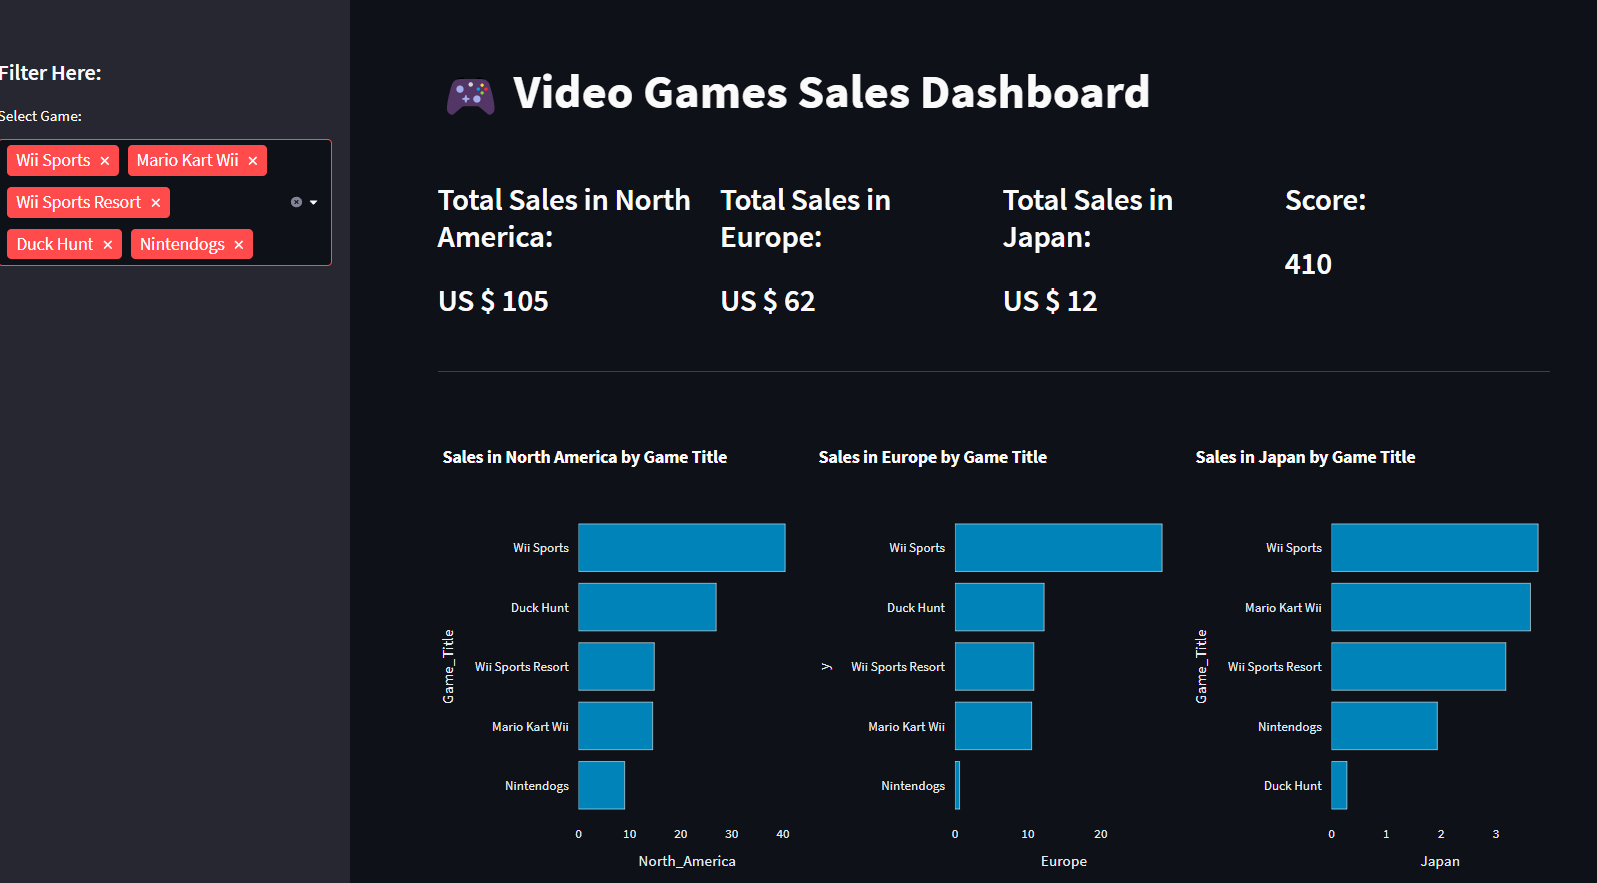 Filter Here:
Select Game:
Wii Sports × Mario Kart Wii ×
Wii Sports Resort ×
Duck Hunt × Nintendogs ×
Video Games Sales Dashboard
Total Sales in North
America:
US $ 105
Total Sales in
Europe:
US $ 62
Total Sales in
Japan:
US $ 12
Score:
410
Sales in North America by Game Title
Game_Title
Wii Sports
Duck Hunt
Wii Sports Resort
Mario Kart Wii
Nintendogs
0 10 20 30 40
North_America
Sales in Europe by Game Title
y
Wii Sports
Duck Hunt
Wii Sports Resort
Mario Kart Wii
Nintendogs
0 10 20
Europe
Sales in Japan by Game Title
Game_Title
Wii Sports
Mario Kart Wii
Wii Sports Resort
Nintendogs
Duck Hunt
0 1 2 3
Japan